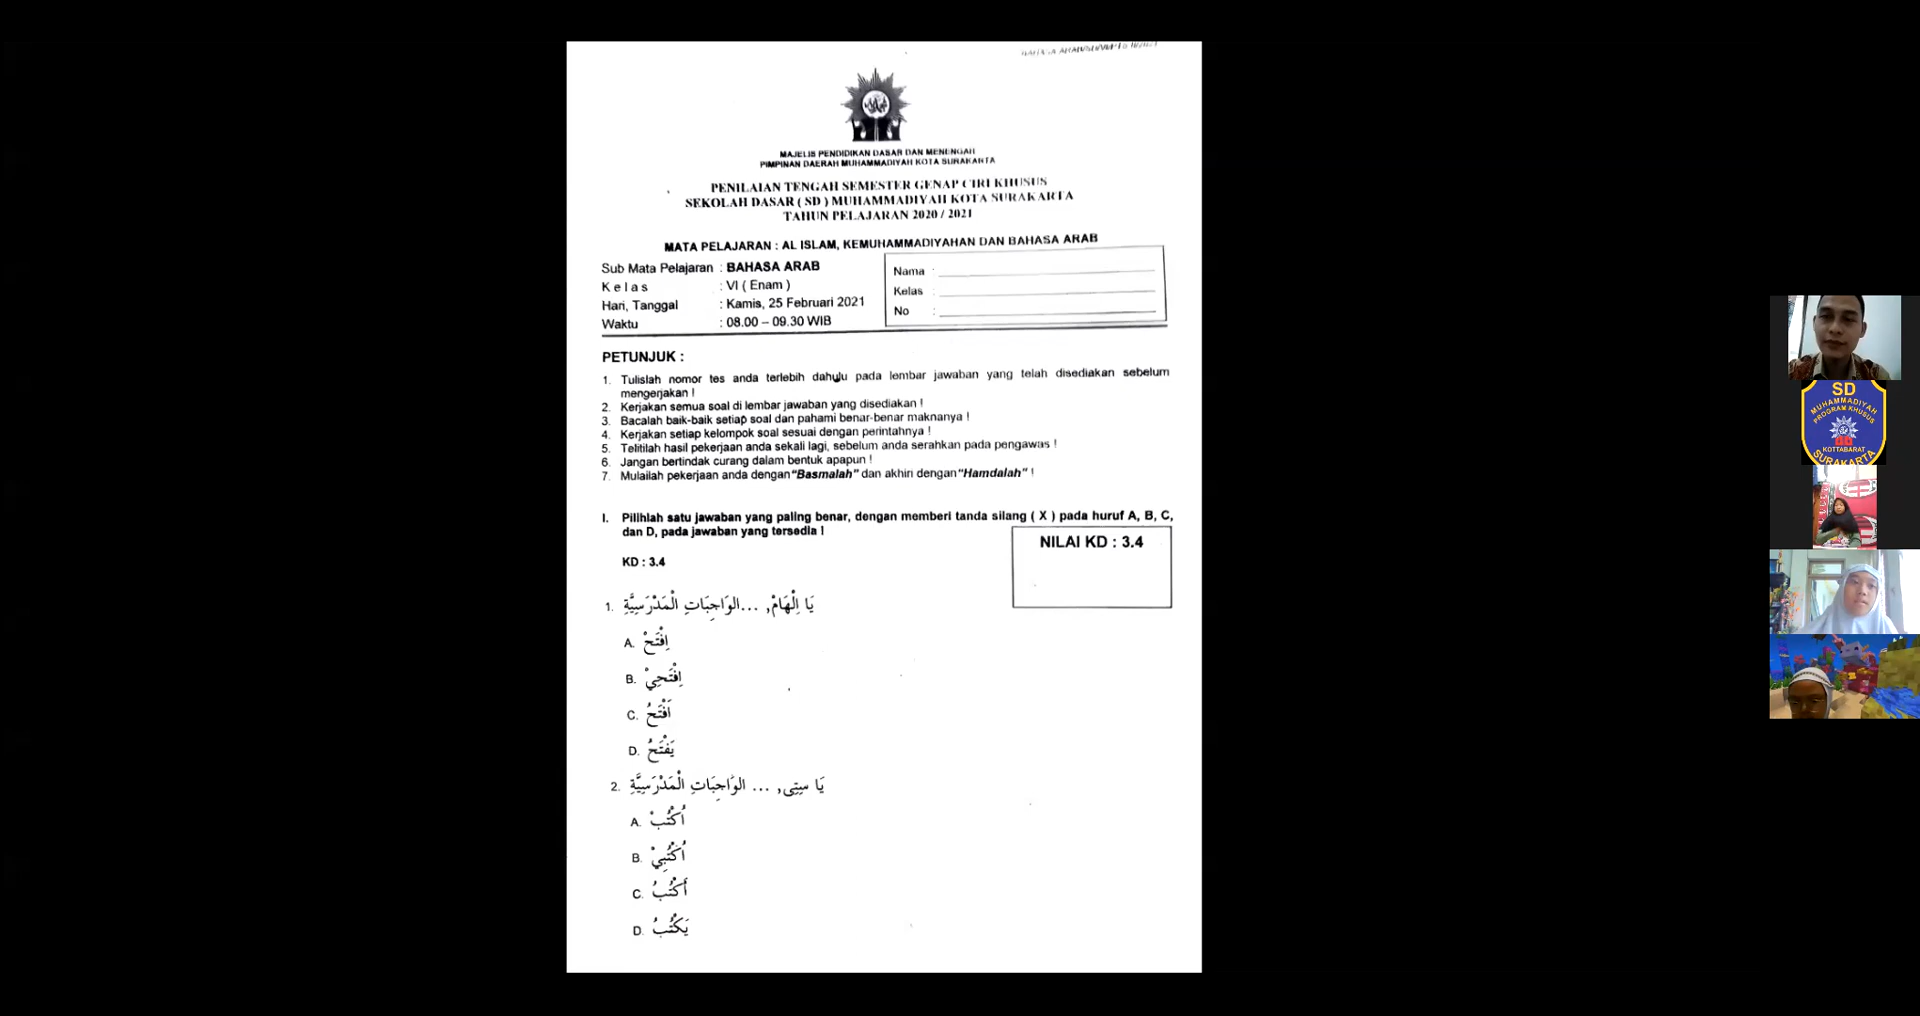 MAJELIS PENDIDIKAN DASAR DAN MENENGAH
PIMPINAN DAERAH MUHAMMADIYAH KOTA SURAKARTA
PENILAIAN TENGAH SEMESTER GENAP CIRI KHUSUS
SEKOLAH DASAR ( SD ) MUHAMMADIYAH KOTA SURAKARTA
TAHUN PELAJARAN 2020 / 2021
MATA PELAJARAN : AL ISLAM, KEMUHAMMADIYAHAN DAN BAHASA ARAB
Sub Mata Pelajaran : BAHASA ARAB
K e l a s : VI ( Enam )
Hari, Tanggal : Kamis, 25 Februari 2021
Waktu : 08.00 – 09.30 WIB
Nama :
Kelas :
No :
PETUNJUK :
1. Tulislah nomor tes anda terlebih dahulu pada lembar jawaban yang telah disediakan sebelum
mengerjakan !
2. Kerjakan semua soal di lembar jawaban yang disediakan !
3. Bacalah baik-baik setiap soal dan pahami benar-benar maknanya !
4. Kerjakan setiap kelompok soal sesuai dengan perintahnya !
5. Telitilah hasil pekerjaan anda sekali lagi, sebelum anda serahkan pada pengawas !
6. Jangan bertindak curang dalam bentuk apapun !
7. Mulailah pekerjaan anda dengan "Basmalah" dan akhiri dengan "Hamdalah" !
I. Pilihlah satu jawaban yang paling benar, dengan memberi tanda silang ( X ) pada huruf A, B, C,
dan D, pada jawaban yang tersedia !
NILAI KD : 3.4
KD : 3.4
1. يَا اِلْهَامْ, ...الوَاجِبَاتِ الْمَدْرَسِيَّةِ
A. اِفْتَحْ
B. اِفْتَحِيْ
C. اَفْتَحُ
D. يَفْتَحُ
2. يَا سِتِى, ... الوَاجِبَاتِ الْمَدْرَسِيَّةِ
A. اُكْتُبْ
B. اُكْتُبِيْ
C. أَكْتُبُ
D. يَكْتُبُ
SD
MUHAMMADIYAH
PROGRAM KHUSUS
KOTTABARAT
SURAKARTA